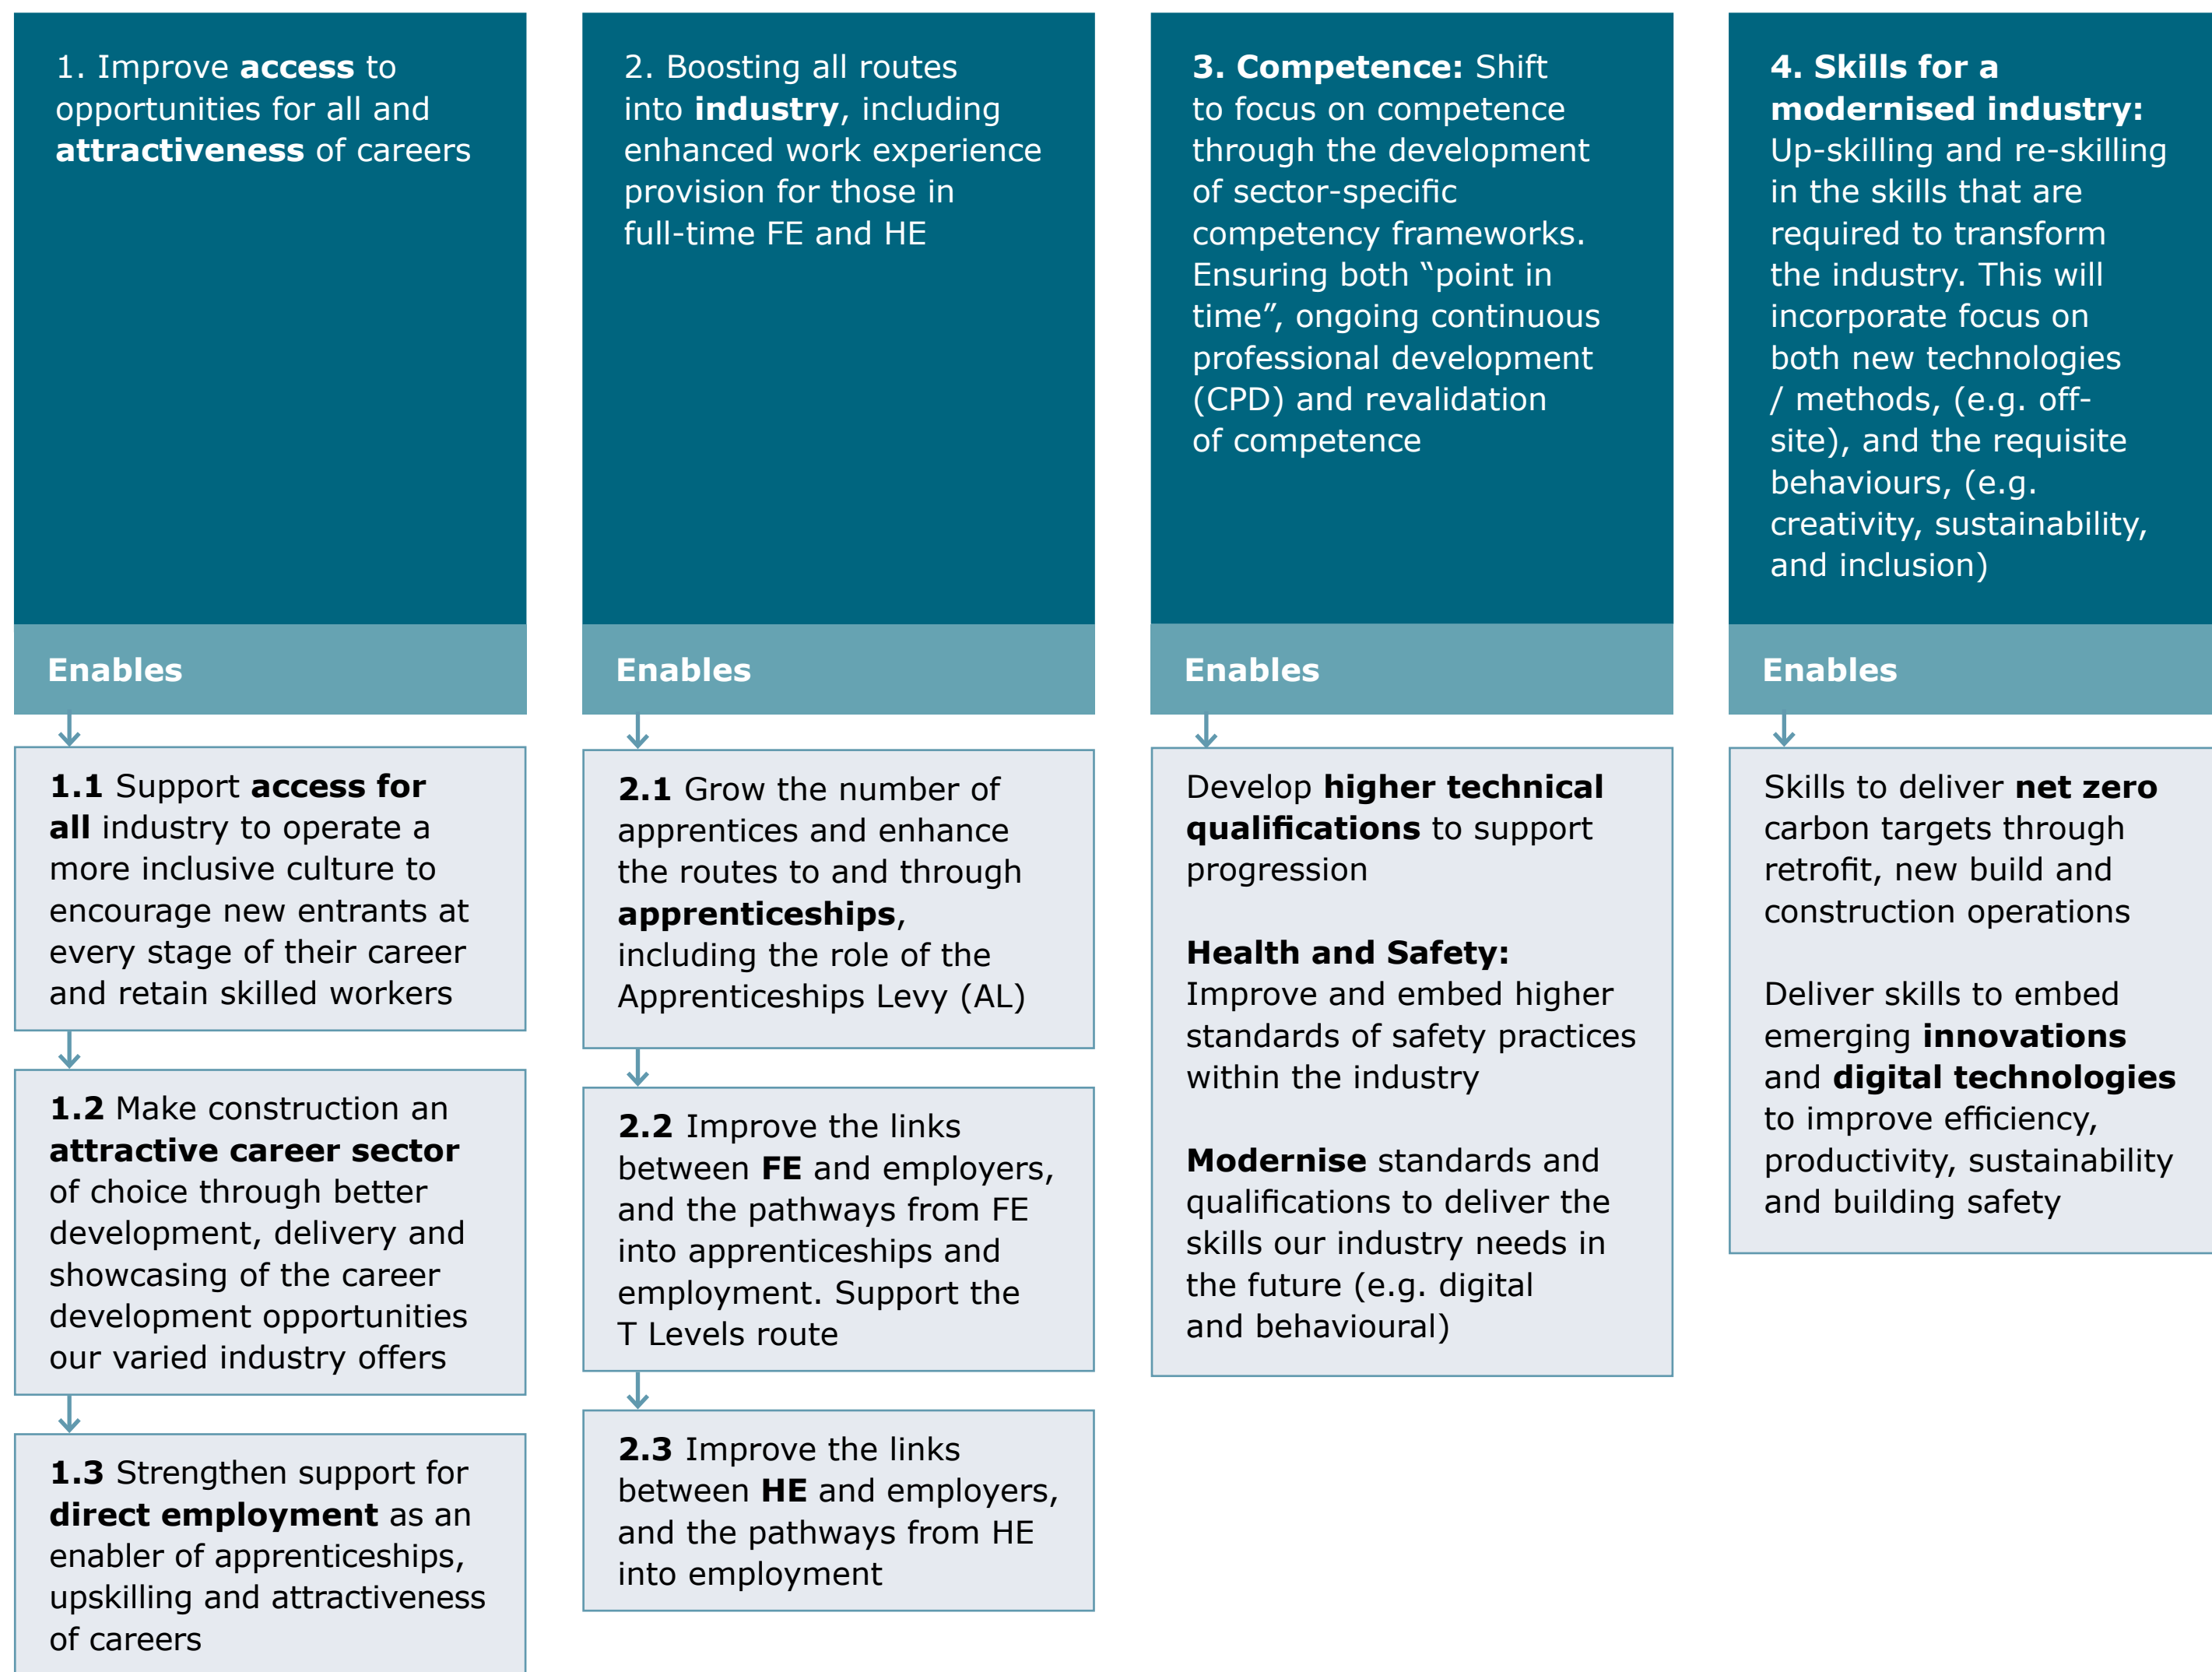 1. Improve access to
opportunities for all and
attractiveness of careers
Enables
1.1 Support access for
all industry to operate a
more inclusive culture to
encourage new entrants at
every stage of their career
and retain skilled workers
1.2 Make construction an
attractive career sector
of choice through better
development, delivery and
showcasing of the career
development opportunities
our varied industry offers
1.3 Strengthen support for
direct employment as an
enabler of apprenticeships,
upskilling and attractiveness
of careers
2. Boosting all routes
into industry, including
enhanced work experience
provision for those in
full-time FE and HE
Enables
2.1 Grow the number of
apprentices and enhance
the routes to and through
apprenticeships,
including the role of the
Apprenticeships Levy (AL)
2.2 Improve the links
between FE and employers,
and the pathways from FE
into apprenticeships and
employment. Support the
T Levels route
2.3 Improve the links
between HE and employers,
and the pathways from HE
into employment
3. Competence: Shift
to focus on competence
through the development
of sector-specific
competency frameworks.
Ensuring both “point in
time”, ongoing continuous
professional development
(CPD) and revalidation
of competence
Enables
Develop higher technical
qualifications to support
progression
Health and Safety:
Improve and embed higher
standards of safety practices
within the industry
Modernise standards and
qualifications to deliver the
skills our industry needs in
the future (e.g. digital
and behavioural)
4. Skills for a
modernised industry:
Up-skilling and re-skilling
in the skills that are
required to transform
the industry. This will
incorporate focus on
both new technologies
/ methods, (e.g. off-
site), and the requisite
behaviours, (e.g.
creativity, sustainability,
and inclusion)
Enables
Skills to deliver net zero
carbon targets through
retrofit, new build and
construction operations
Deliver skills to embed
emerging innovations
and digital technologies
to improve efficiency,
productivity, sustainability
and building safety